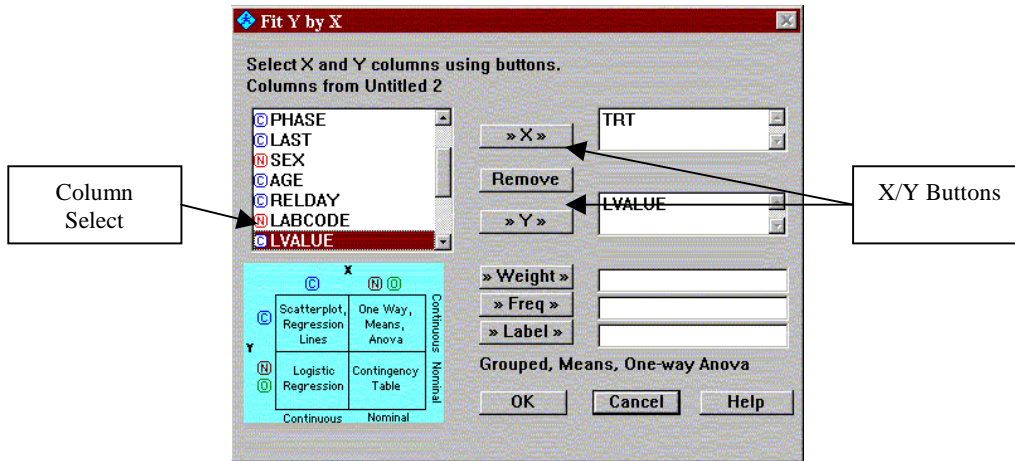 Fit Y by X
Select X and Y columns using buttons.
Columns from Untitled 2
C PHASE
C LAST
N SEX
C AGE
C RELDAY
N LABCODE
C LVALUE
» X »
Remove
» Y »
TRT
LVALUE
Column
Select
X/Y Buttons
» Weight »
» Freq »
» Label »
X
C
N O
C
Y
N
O
Scatterplot,
Regression
Lines
One Way,
Means,
Anova
Logistic
Regression
Contingency
Table
Continuous
Nominal
Continuous
Nominal
Grouped, Means, One-way Anova
OK
Cancel
Help